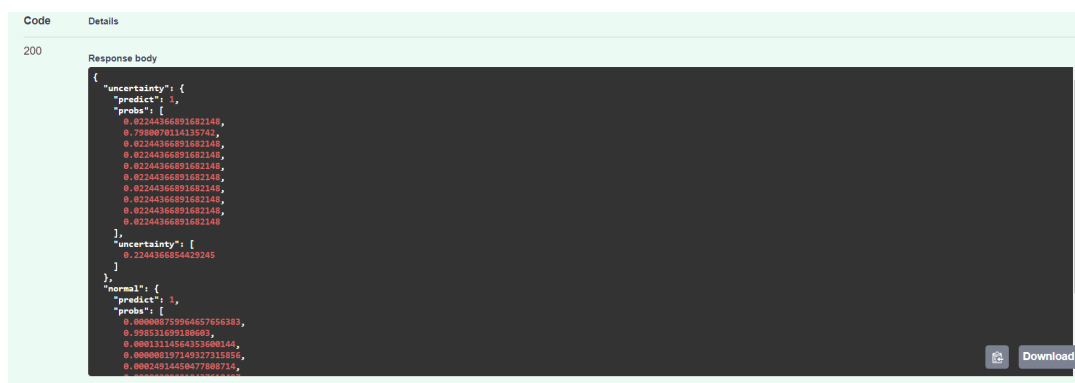 Code Details
200
Response body
{
"uncertainty": {
"predict": 1,
"probs": [
0.02244366891682148,
0.7980070114135742,
0.02244366891682148,
0.02244366891682148,
0.02244366891682148,
0.02244366891682148,
0.02244366891682148,
0.02244366891682148,
0.02244366891682148,
0.02244366891682148
],
"uncertainty": [
0.2244366854429245
]
},
"normal": {
"predict": 1,
"probs": [
0.000008759964657656383,
0.998531699180603,
0.00013114564353600144,
0.000008197149327315856,
0.00024914450477808714,
Download